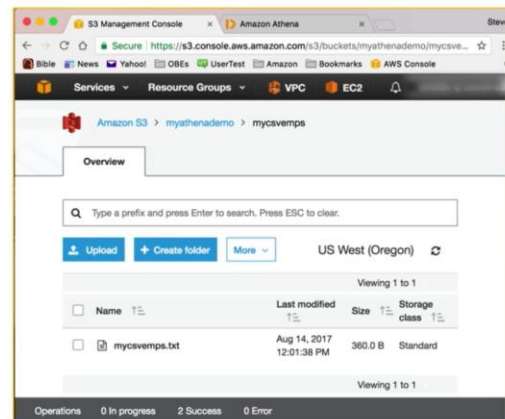 S3 Management Console × Amazon Athena × Steve
Secure https://s3.console.aws.amazon.com/s3/buckets/myathenademo/mycsve...
Bible News Yahoo! OBEs UserTest Amazon Bookmarks AWS Console
Services Resource Groups VPC EC2
Amazon S3 > myathenademo > mycsvemps
Overview
Type a prefix and press Enter to search. Press ESC to clear.
Upload + Create folder More US West (Oregon)
Viewing 1 to 1
Name Last modified Size Storage class
mycsvemps.txt Aug 14, 2017 12:01:38 PM 360.0 B Standard
Viewing 1 to 1
Operations 0 In progress 2 Success 0 Error